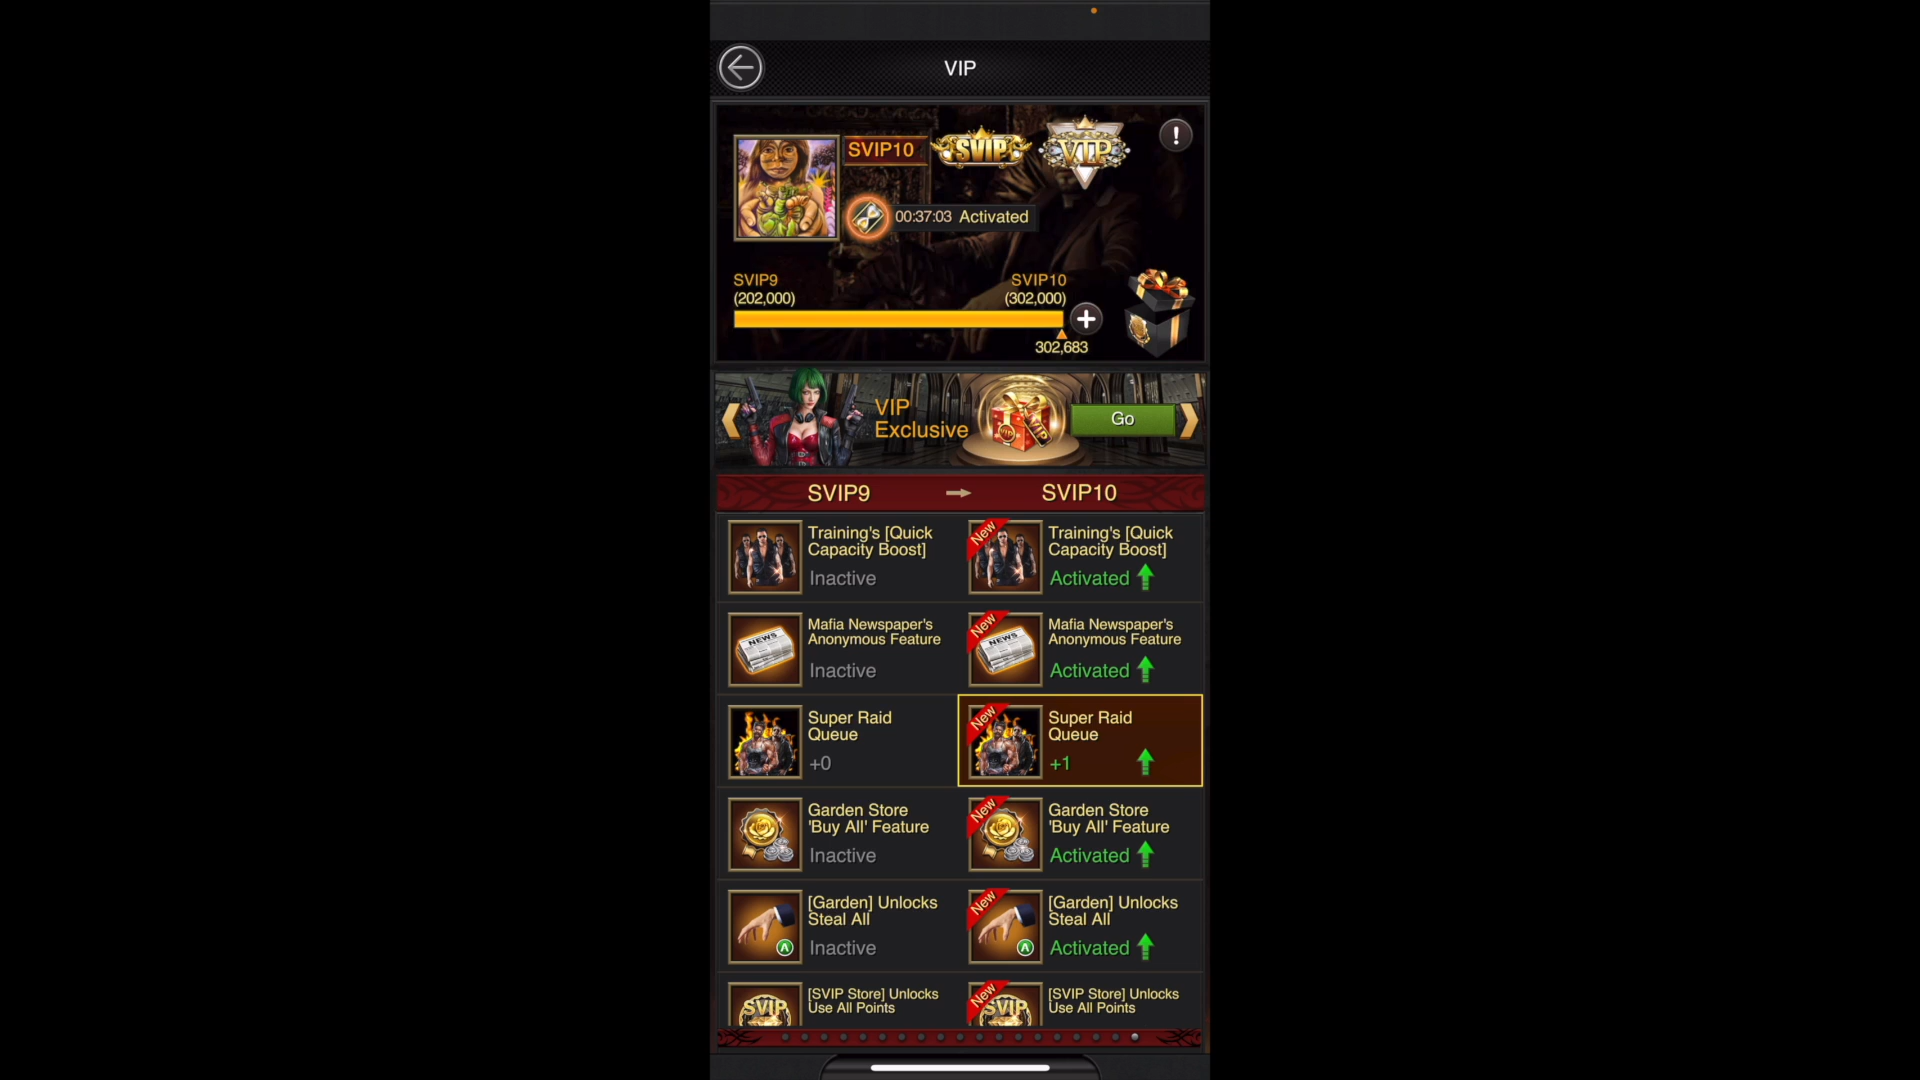 VIP
SVIP10
SVIP
VIP
!
00:37:03 Activated
SVIP9
(202,000)
SVIP10
(302,000)
302,683
VIP
Exclusive
VIP
VIP
Go
SVIP9
SVIP10
Training's [Quick
Capacity Boost]
Inactive
New
Training's [Quick
Capacity Boost]
Activated
NEWS
Mafia Newspaper's
Anonymous Feature
Inactive
New
NEWS
Mafia Newspaper's
Anonymous Feature
Activated
Super Raid
Queue
+0
New
Super Raid
Queue
+1
Garden Store
'Buy All' Feature
Inactive
New
Garden Store
'Buy All' Feature
Activated
[Garden] Unlocks
Steal All
A
Inactive
New
[Garden] Unlocks
Steal All
A
Activated
SVIP
[SVIP Store] Unlocks
Use All Points
New
SVIP
[SVIP Store] Unlocks
Use All Points